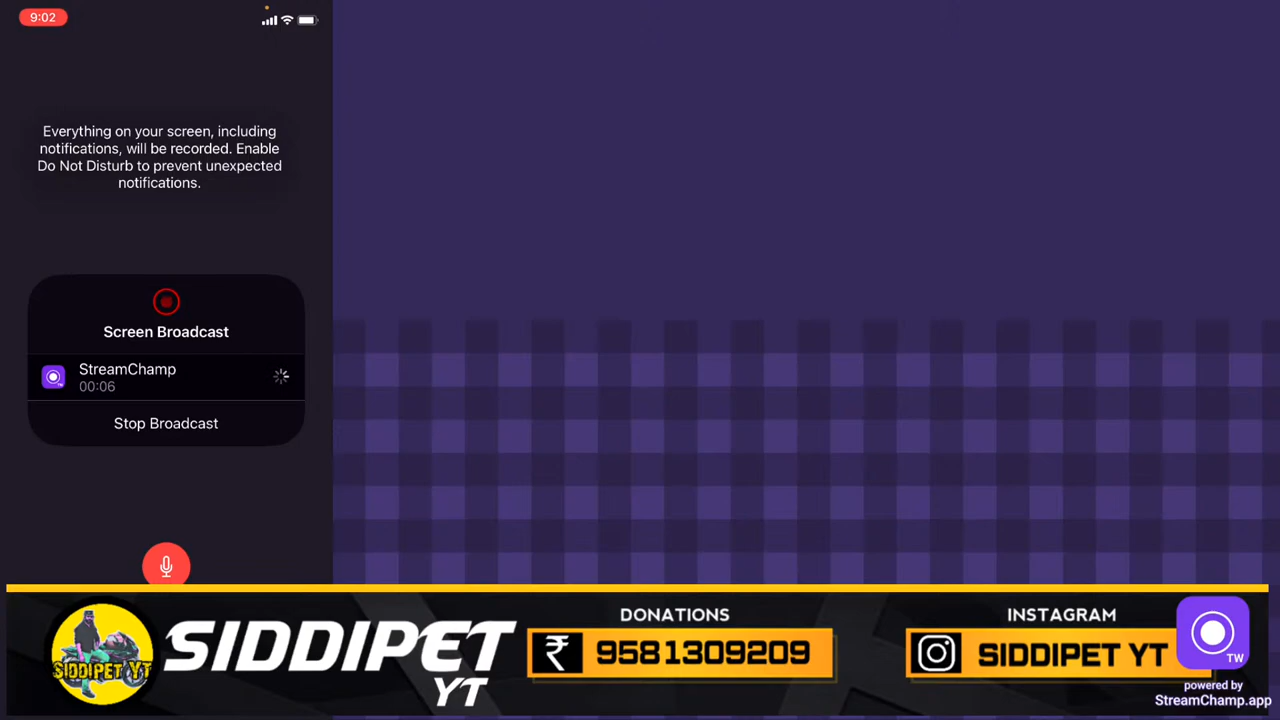 9:02
Everything on your screen, including
notifications, will be recorded. Enable
Do Not Disturb to prevent unexpected
notifications.
Screen Broadcast
StreamChamp
00:06
Stop Broadcast
SIDDIPET YT
SIDDIPET
YT
DONATIONS
₹ 9581309209
INSTAGRAM
SIDDIPET YT
TW
powered by
StreamChamp.app